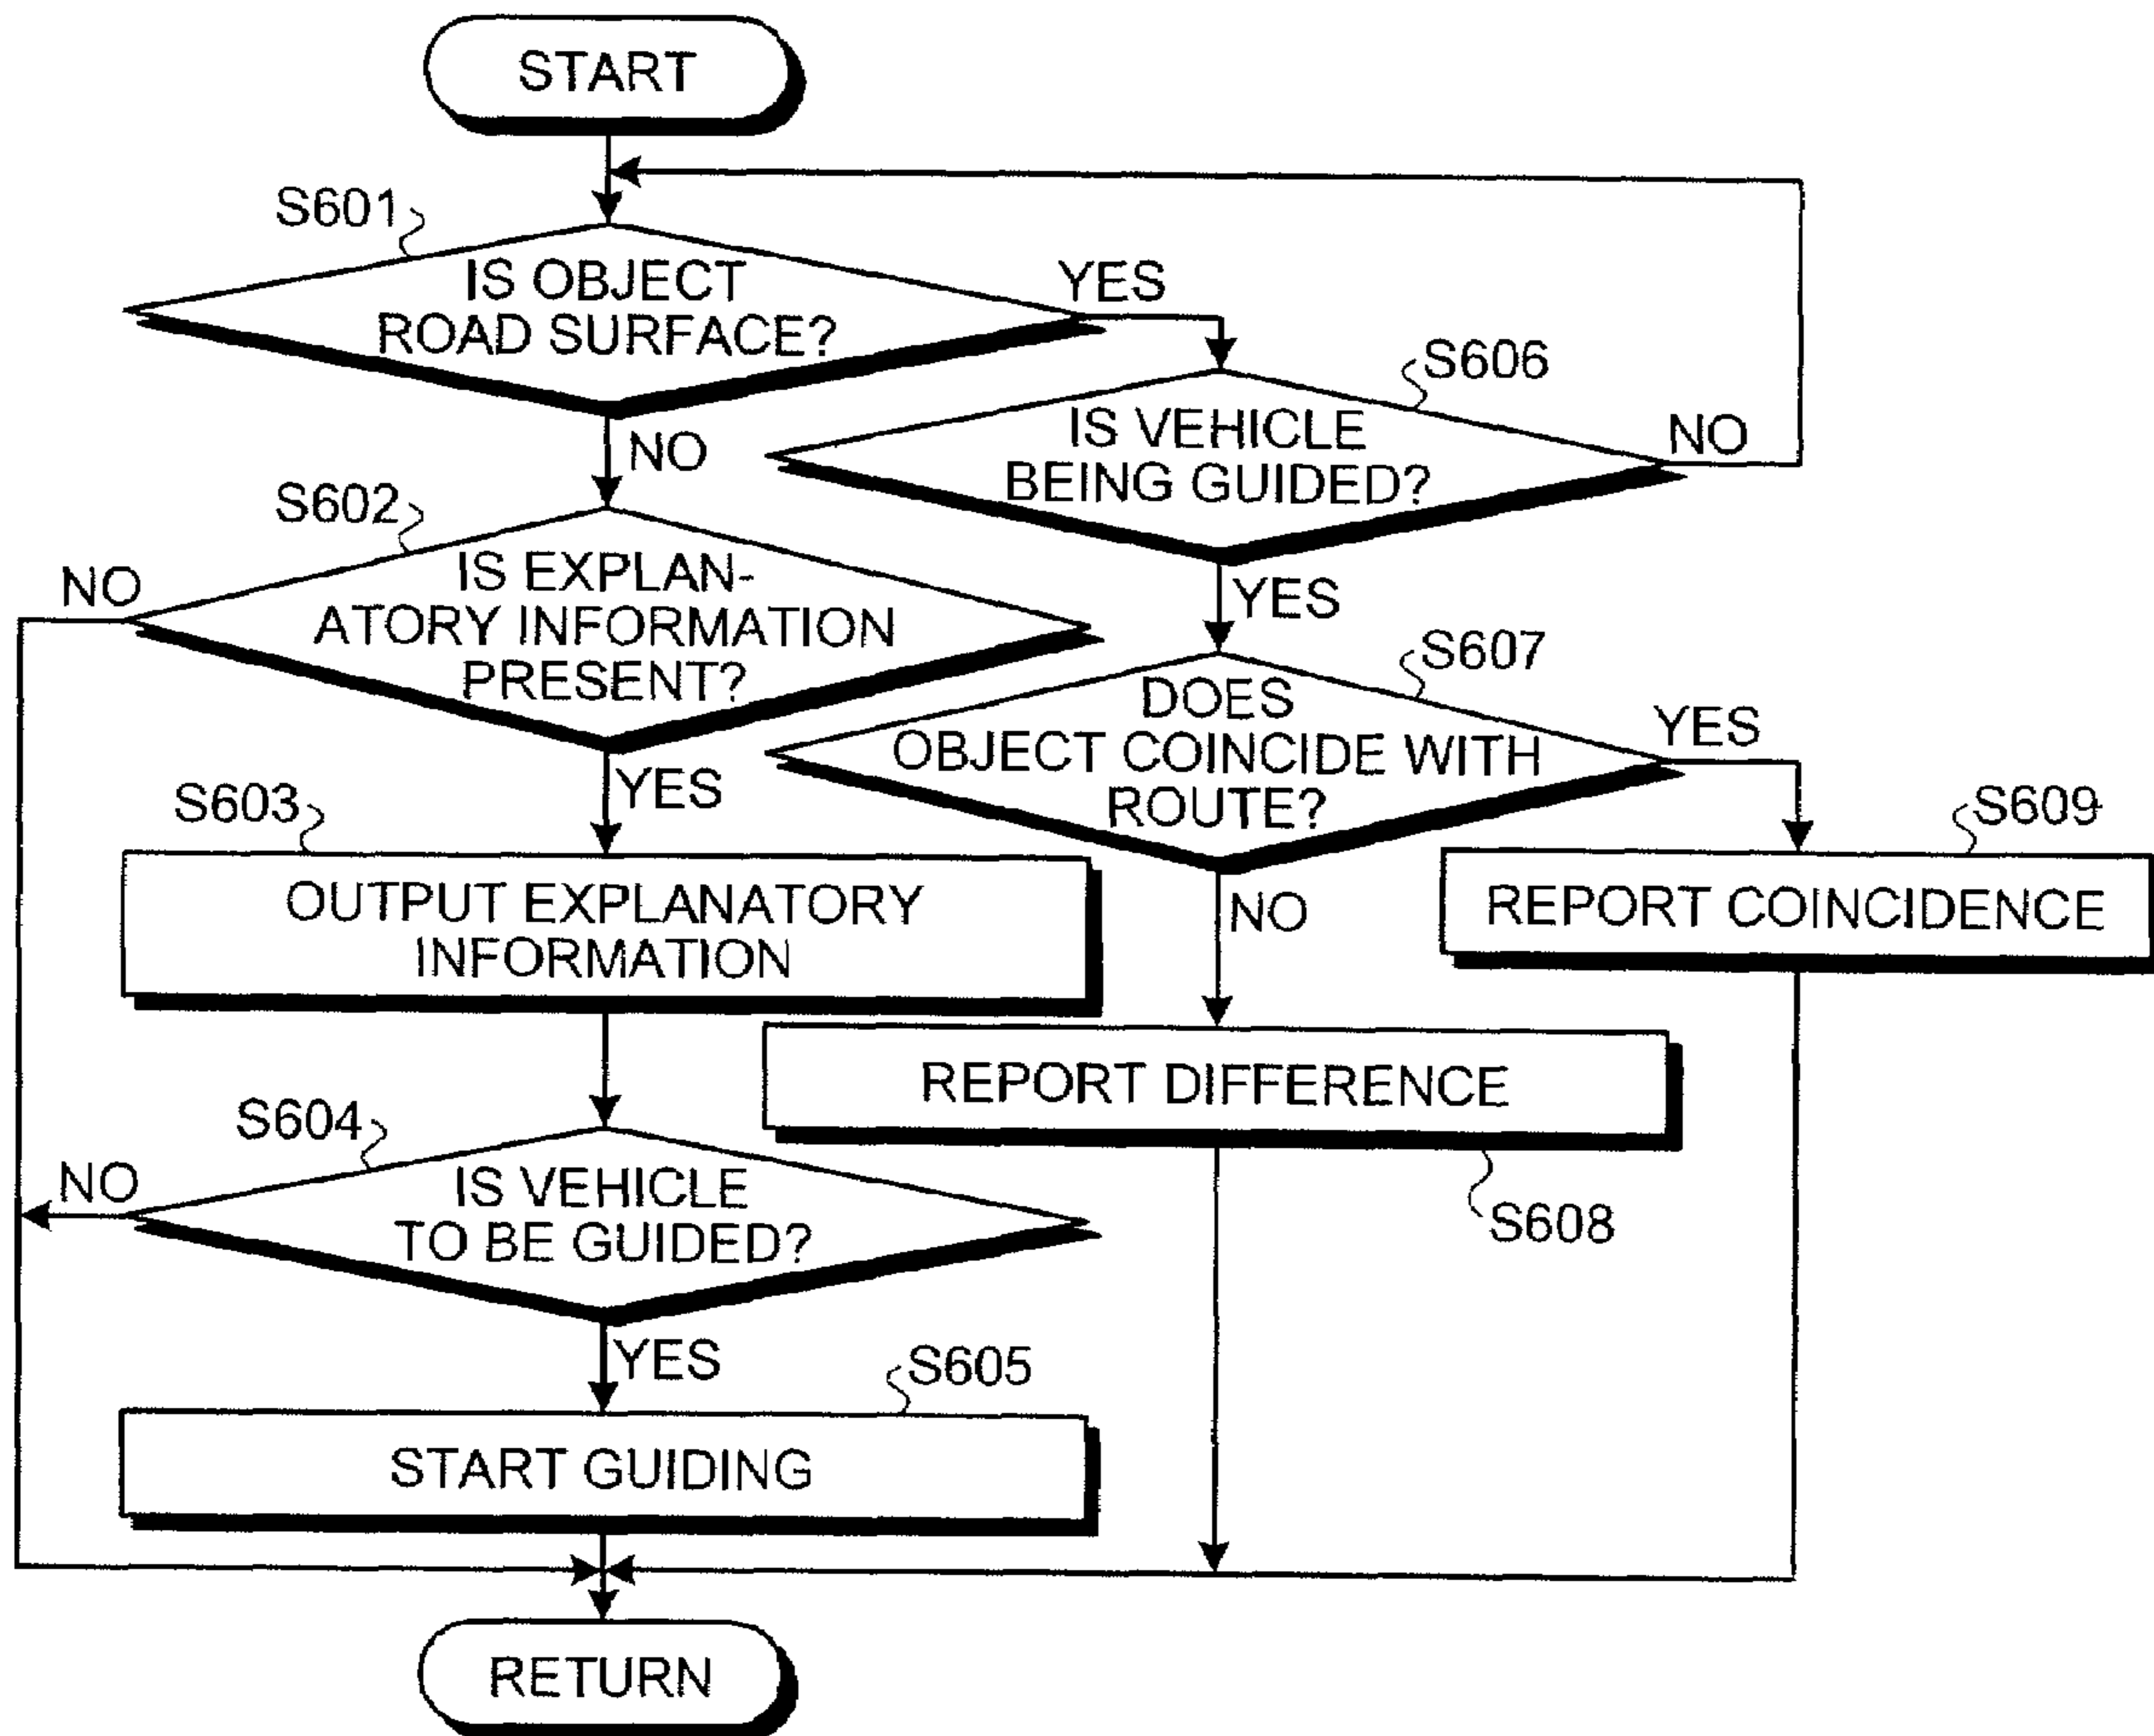 START
S601
IS OBJECT
ROAD SURFACE?
YES
S606
IS VEHICLE
BEING GUIDED?
NO
NO
S602
IS EXPLAN-
ATORY INFORMATION
PRESENT?
NO
YES
YES
S607
DOES
OBJECT COINCIDE WITH
ROUTE?
YES
S603
OUTPUT EXPLANATORY
INFORMATION
S609
REPORT COINCIDENCE
NO
REPORT DIFFERENCE
S608
S604
IS VEHICLE
TO BE GUIDED?
NO
YES
S605
START GUIDING
RETURN